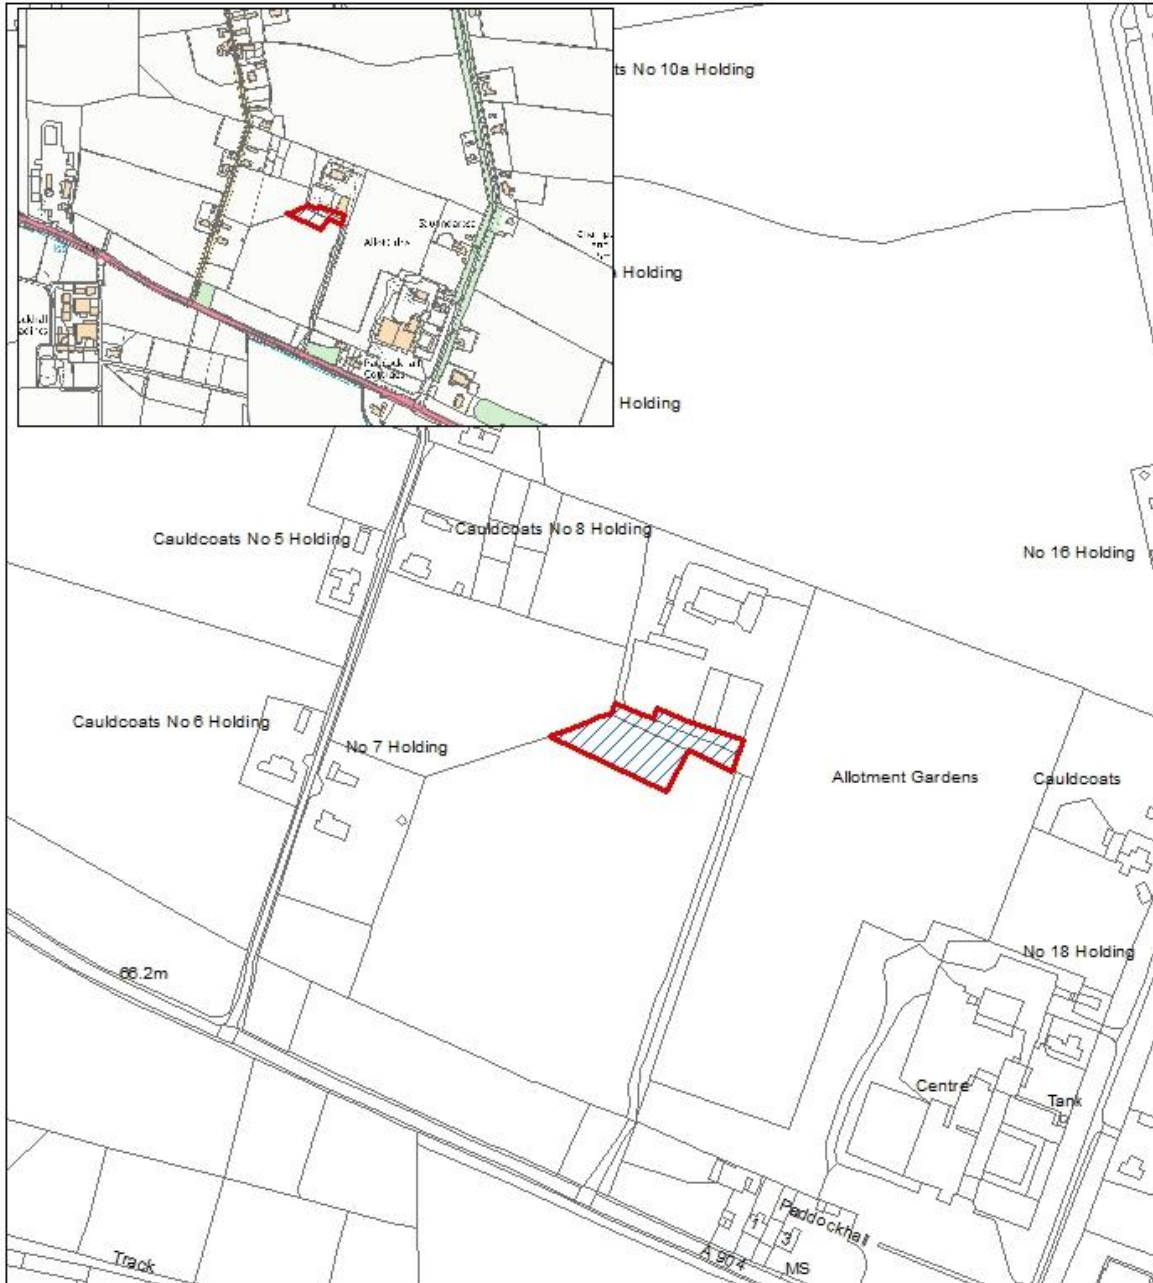 ts No 10a Holding
Holding
Holding
Cauldcoats No 5 Holding
Cauldcoats No 8 Holding
No 16 Holding
Cauldcoats No 6 Holding
No 7 Holding
Allotment Gardens
Cauldcoats
66.2m
No 18 Holding
Centre
Tank
Paddockhall
1
3
A 904
MS
Track